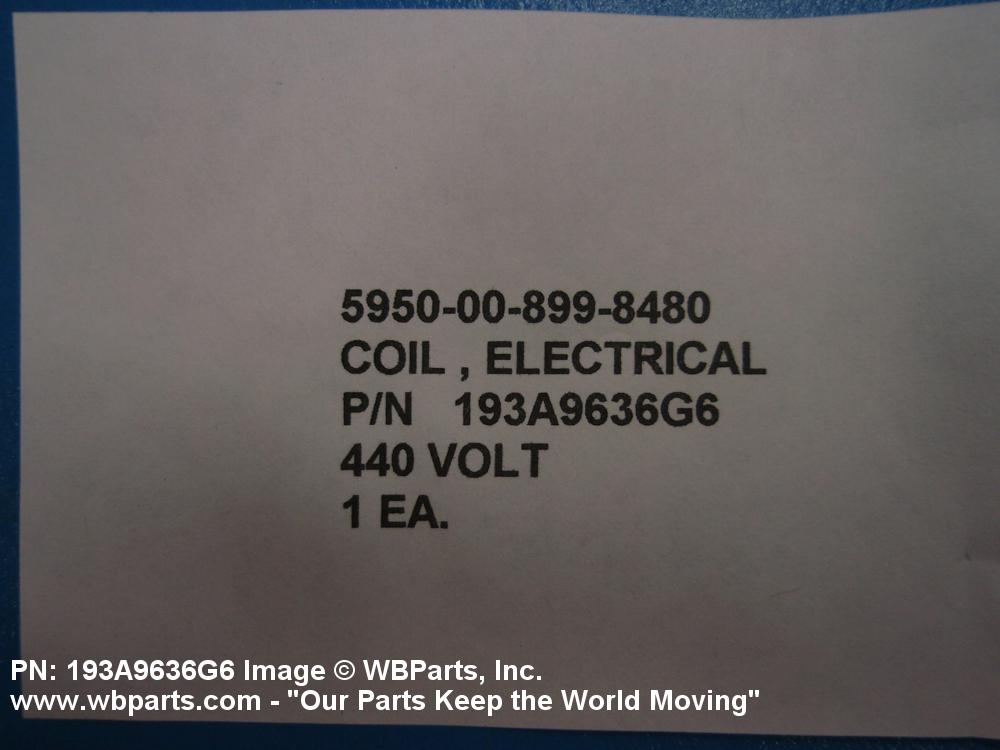 5950-00-899-8480
COIL , ELECTRICAL
P/N 193A9636G6
440 VOLT
1 EA.
PN: 193A9636G6 Image © WBParts, Inc.
www.wbparts.com - "Our Parts Keep the World Moving"